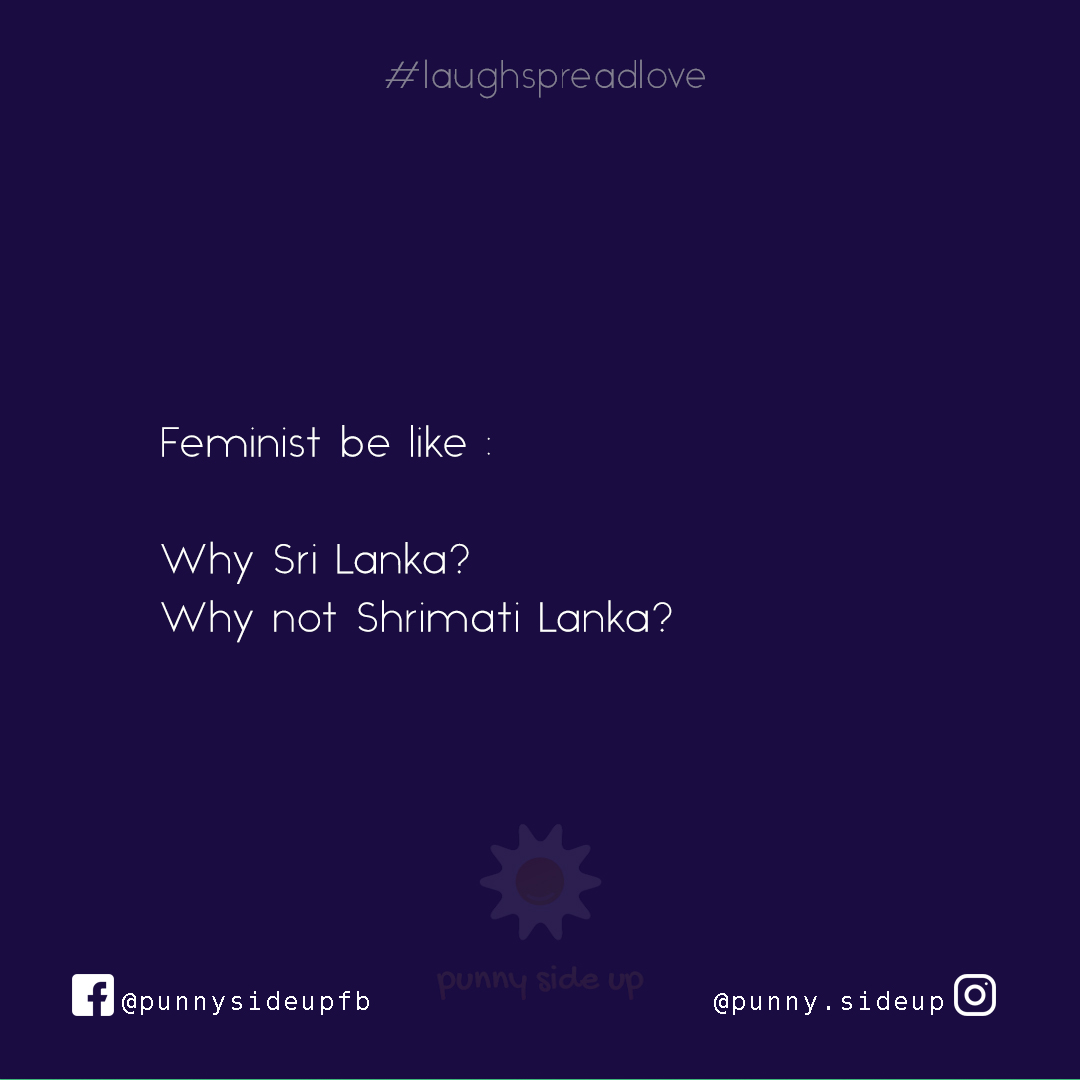 #laughspreadlove
Feminist be like :
Why Sri Lanka?
Why not Shrimati Lanka?
punny side up
@punnysideupfb
@punny.sideup